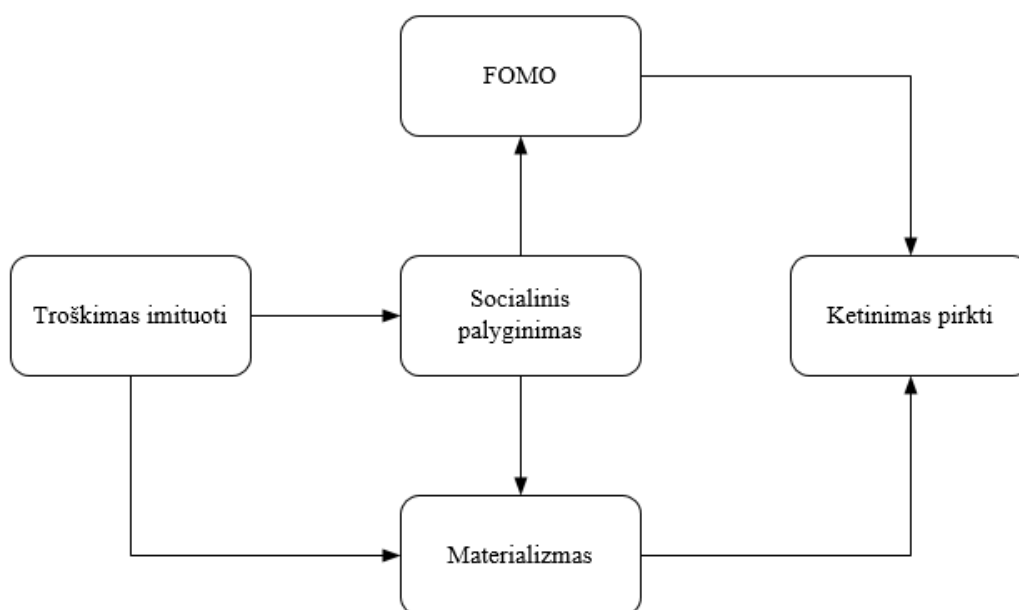 FOMO
Troškimas imituoti
Socialinis
palyginimas
Ketinimas pirkti
Materializmas